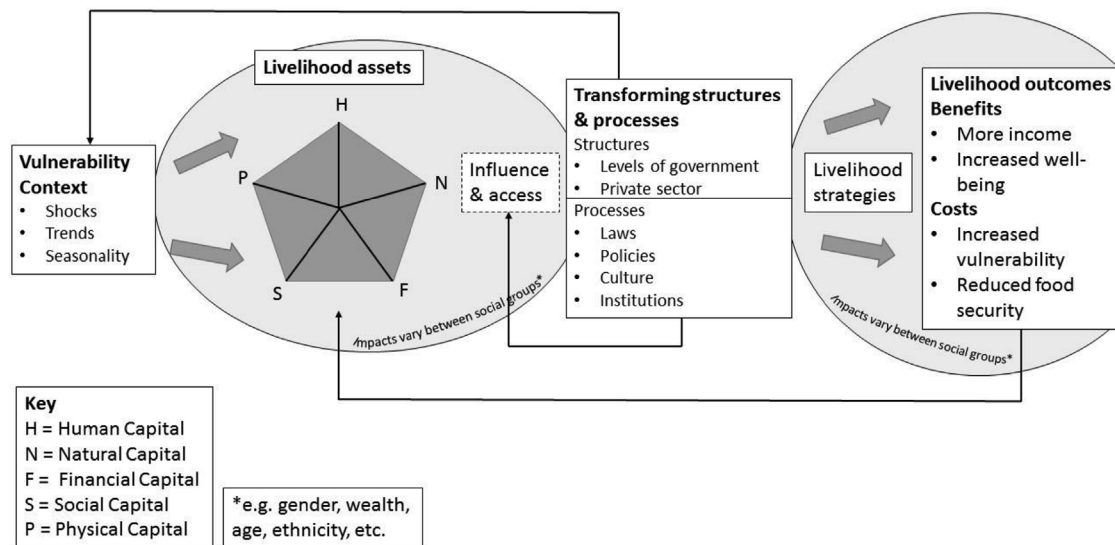 Vulnerability
Context
• Shocks
• Trends
• Seasonality
Livelihood assets
H
P
N
S
F
Impacts vary between social groups*
Influence
& access
Transforming structures
& processes
Structures
• Levels of government
• Private sector
Processes
• Laws
• Policies
• Culture
• Institutions
Livelihood
strategies
Livelihood outcomes
Benefits
• More income
• Increased well-
being
Costs
• Increased
vulnerability
• Reduced food
security
Impacts vary between social groups*
Key
H = Human Capital
N = Natural Capital
F = Financial Capital
S = Social Capital
P = Physical Capital
*e.g. gender, wealth,
age, ethnicity, etc.